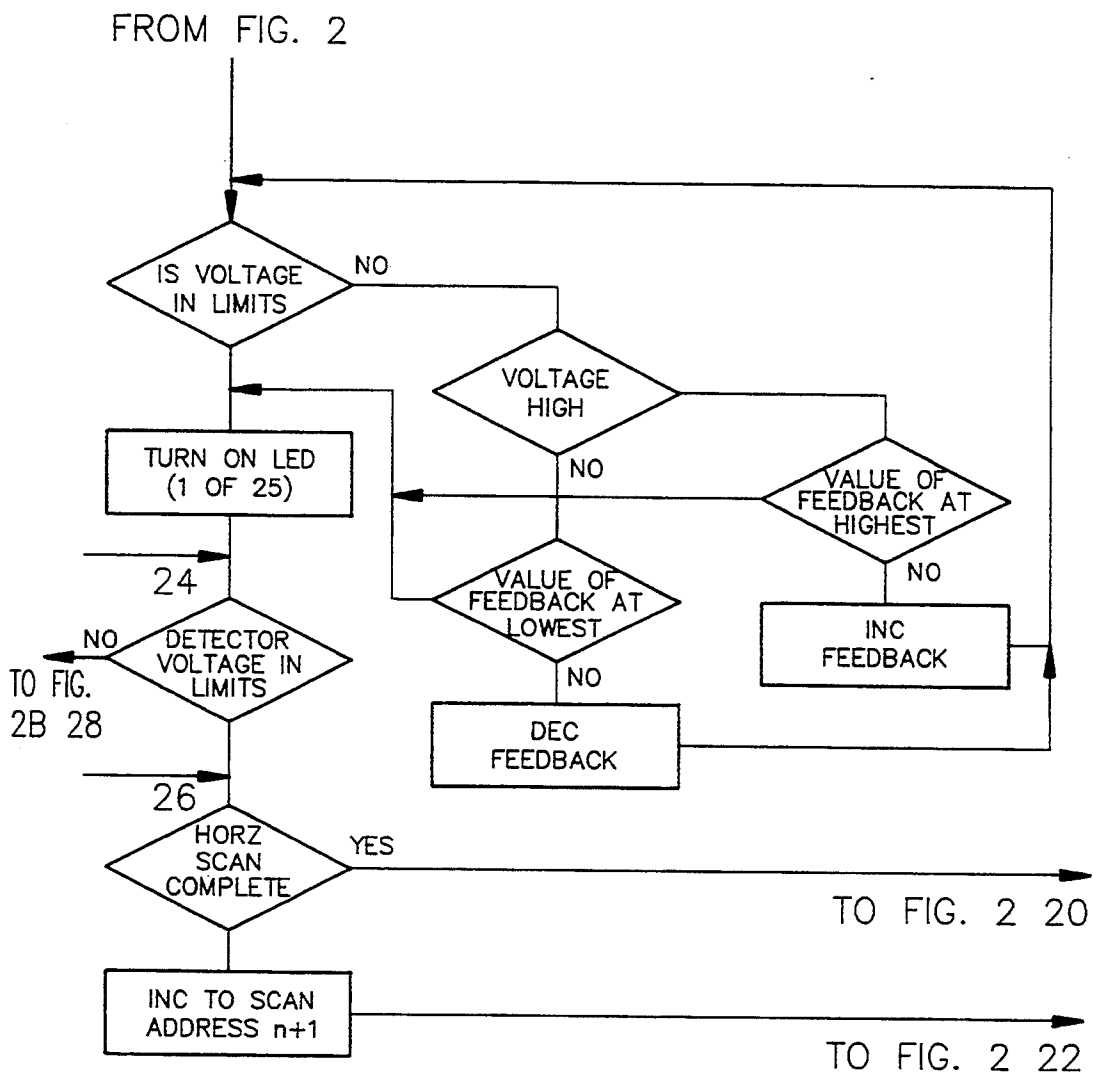 FROM FIG. 2
IS VOLTAGE
IN LIMITS
NO
VOLTAGE
HIGH
NO
TURN ON LED
(1 OF 25)
VALUE OF
FEEDBACK AT
HIGHEST
NO
24
VALUE OF
FEEDBACK AT
LOWEST
NO
INC
FEEDBACK
NO
DETECTOR
VOLTAGE IN
LIMITS
TO FIG.
2B 28
DEC
FEEDBACK
26
HORZ
SCAN
COMPLETE
YES
TO FIG. 2 20
INC TO SCAN
ADDRESS n+1
TO FIG. 2 22